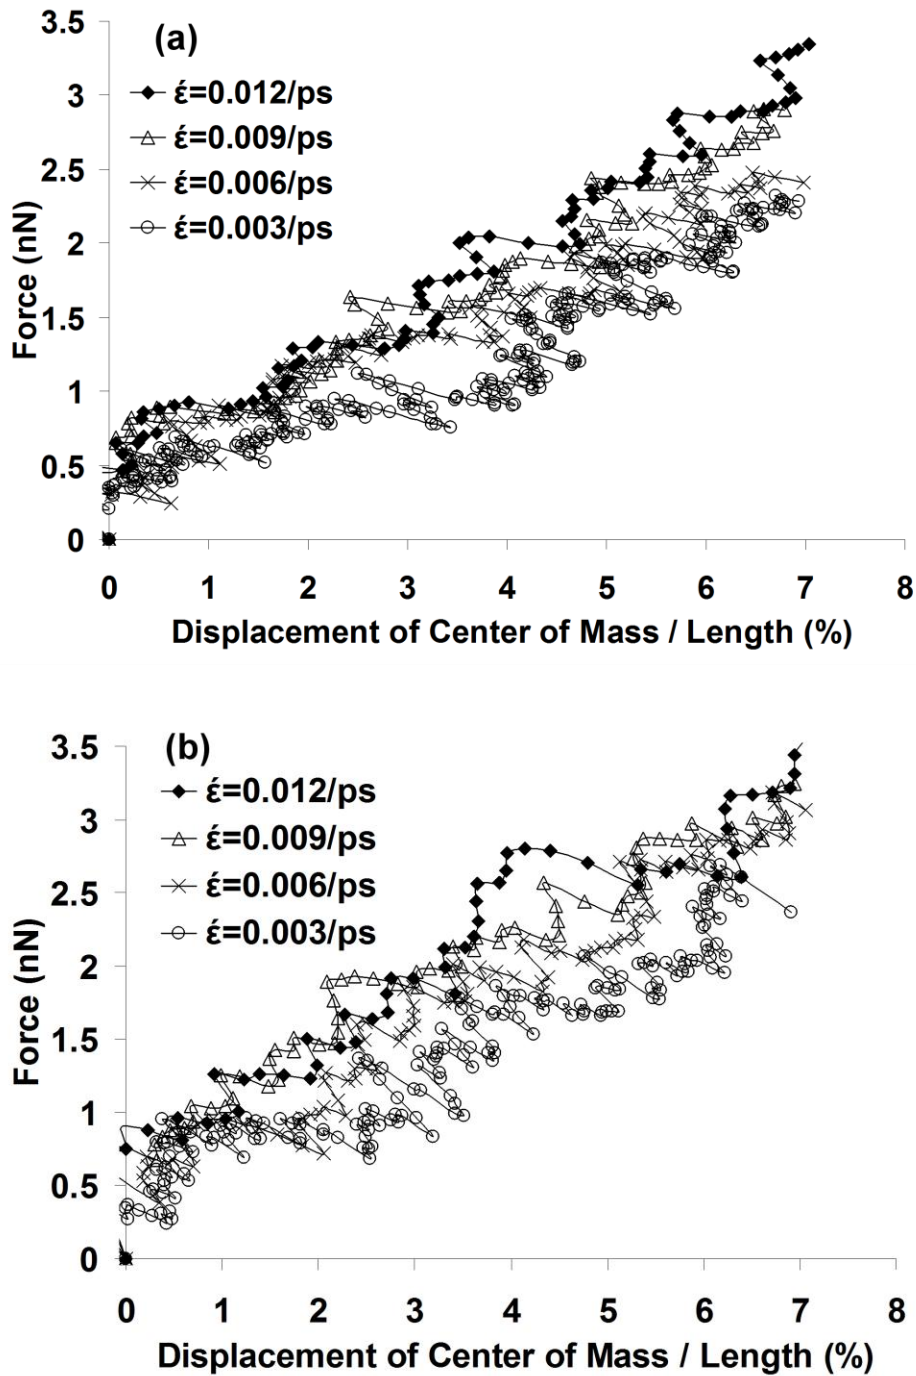 (a)
έ=0.012/ps
έ=0.009/ps
έ=0.006/ps
έ=0.003/ps
Force (nN)
3.5
3
2.5
2
1.5
1
0.5
0
0 1 2 3 4 5 6 7 8
Displacement of Center of Mass / Length (%)
(b)
έ=0.012/ps
έ=0.009/ps
έ=0.006/ps
έ=0.003/ps
Force (nN)
3.5
3
2.5
2
1.5
1
0.5
0
0 1 2 3 4 5 6 7 8
Displacement of Center of Mass / Length (%)